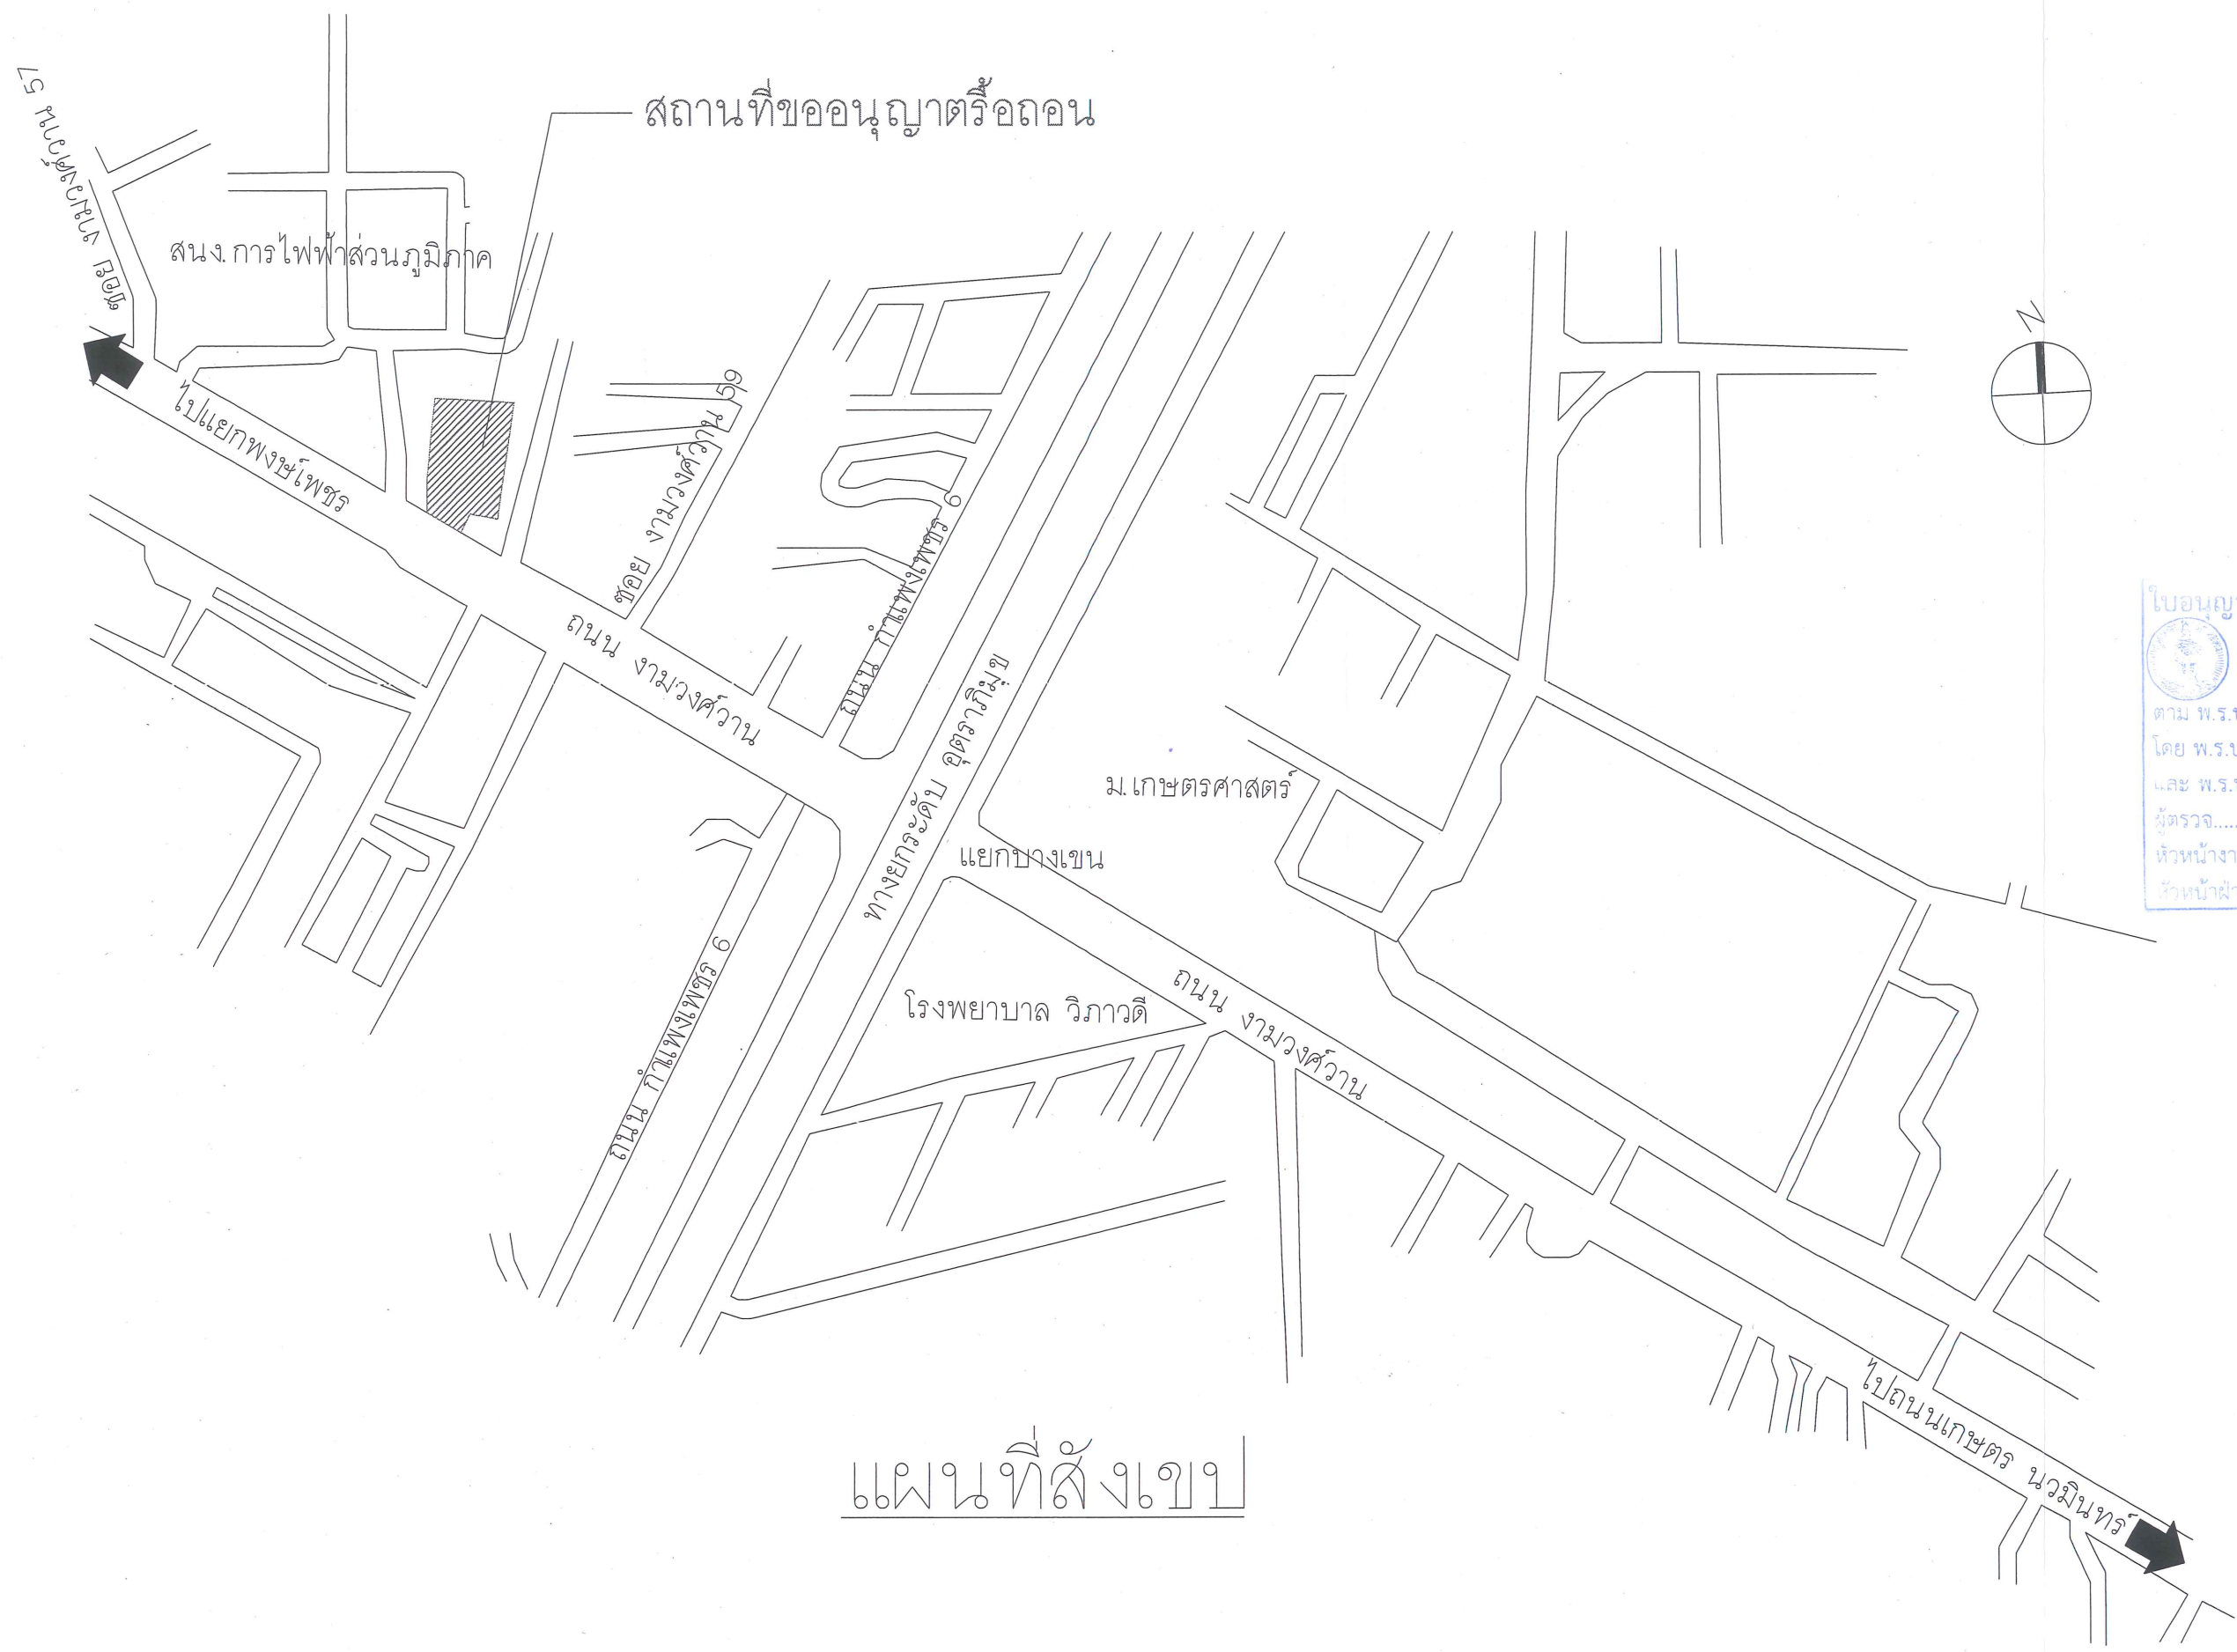 สถานที่ขออนุญาตรื้อถอน
ซอย งามวงศ์วาน 57
สนง.การไฟฟ้าส่วนภูมิภาค
N
ไปแยกพงษ์เพชร
ซอย งามวงศ์วาน 59
ถนน กำแพงเพชร 6
ถนน งามวงศ์วาน
ทางยกระดับ อุตราภิมุข
ม.เกษตรศาสตร์
แยกบางเขน
ถนน กำแพงเพชร 6
โรงพยาบาล วิภาวดี
ถนน งามวงศ์วาน
ไปถนนเกษตร นวมินทร์
แผนที่สังเขป
ใบอนุญา
ตาม พ.ร.บ
โดย พ.ร.บ
และ พ.ร.บ
ผู้ตรวจ.....
หัวหน้างา
หัวหน้าฝ่า